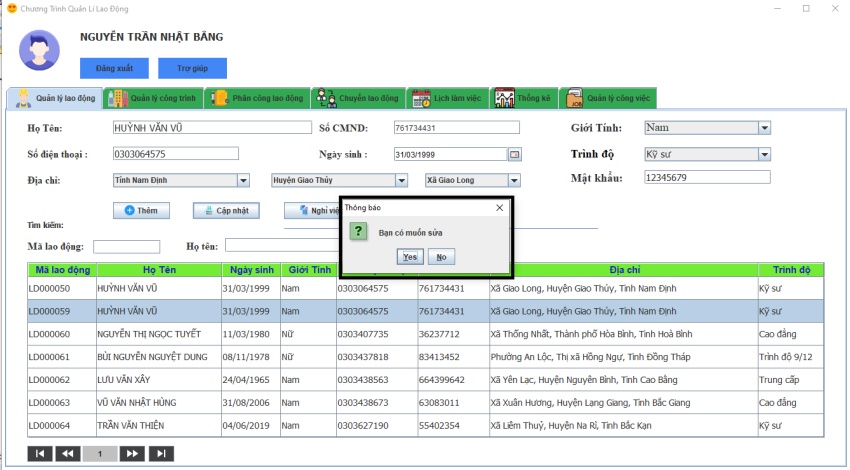 Chương Trình Quản Lí Lao Động
NGUYỄN TRẦN NHẬT BĂNG
Đăng xuất Trợ giúp
Quản lý lao động Quản lý công trình Phân công lao động Chuyển lao động Lịch làm việc Thống kê Quản lý công việc
Họ Tên: HUỲNH VĂN VŨ Số CMND: 761734431 Giới Tính: Nam
Số điện thoại : 0303064575 Ngày sinh : 31/03/1999 Trình độ Kỹ sư
Địa chỉ: Tỉnh Nam Định Huyện Giao Thủy Xã Giao Long Mật khẩu: 12345679
Thêm Cập nhật Nghỉ việ
Thông báo
Bạn có muốn sửa
Yes No
Tìm kiếm:
Mã lao động: Họ tên:
Mã lao động Họ Tên Ngày sinh Giới Tính Địa chỉ Trình độ
LD000050 HUỲNH VĂN VŨ 31/03/1999 Nam 0303064575 761734431 Xã Giao Long, Huyện Giao Thủy, Tỉnh Nam Định Kỹ sư
LD000059 HUỲNH VĂN VŨ 31/03/1999 Nam 0303064575 761734431 Xã Giao Long, Huyện Giao Thủy, Tỉnh Nam Định Kỹ sư
LD000060 NGUYỄN THỊ NGỌC TUYẾT 11/03/1980 Nữ 0303407735 36237712 Xã Thống Nhất, Thành phố Hòa Bình, Tỉnh Hoà Bình Cao đẳng
LD000061 BÙI NGUYỄN NGUYỆT DUNG 08/11/1978 Nữ 0303437818 83413452 Phường An Lộc, Thị xã Hồng Ngự, Tỉnh Đồng Tháp Trình độ 9/12
LD000062 LƯU VĂN XÂY 24/04/1965 Nam 0303438563 664399642 Xã Yên Lạc, Huyện Nguyên Bình, Tỉnh Cao Bằng Trung cấp
LD000063 VŨ VĂN NHẬT HÙNG 31/08/2006 Nam 0303438673 63083011 Xã Xuân Hương, Huyện Lạng Giang, Tỉnh Bắc Giang Cao đẳng
LD000064 TRẦN VĂN THIỆN 04/06/2019 Nam 0303627190 55402354 Xã Liêm Thuỷ, Huyện Na Rì, Tỉnh Bắc Kạn Kỹ sư
1